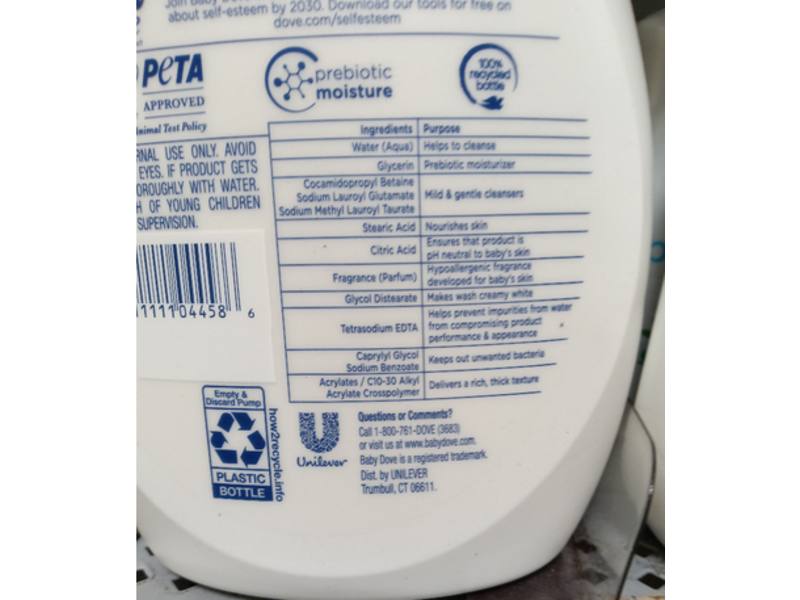 Join Baby
about self-esteem by 2030. Download our tools for free on
dove.com/selfesteem
PeTA
APPROVED
Animal Test Policy
prebiotic
moisture
100%
recycled
bottle
USE ONLY. AVOID
EYES. IF PRODUCT GETS
WITH WATER.
OF YOUNG CHILDREN
SUPERVISION.
Ingredients Purpose
Water (Aqua) Helps to cleanse
Glycerin Prebiotic moisturizer
Cocamidopropyl Betaine
Sodium Lauroyl Glutamate
Sodium Methyl Lauroyl Taurate
Mild & gentle cleansers
Stearic Acid Nourishes skin
Citric Acid Ensures that product is
pH neutral to baby's skin
Fragrance (Parfum) Hypoallergenic fragrance
developed for baby's skin
Glycol Distearate Makes wash creamy white
Tetrasodium EDTA Helps prevent impurities from water
from compromising product
performance & appearance
Caprylyl Glycol
Sodium Benzoate
Keeps out unwanted bacteria
Acrylates / C10-30 Alkyl
Acrylate Crosspolymer
Delivers a rich, thick texture
11111 04458 6
Empty &
Discard Pump
PLASTIC
BOTTLE
how2recycle.info
Unilever
Questions or Comments?
Call 1-800-761-DOVE (3683)
or visit us at www.babydove.com.
Baby Dove is a registered trademark.
Dist. by UNILEVER
Trumbull, CT 06611.